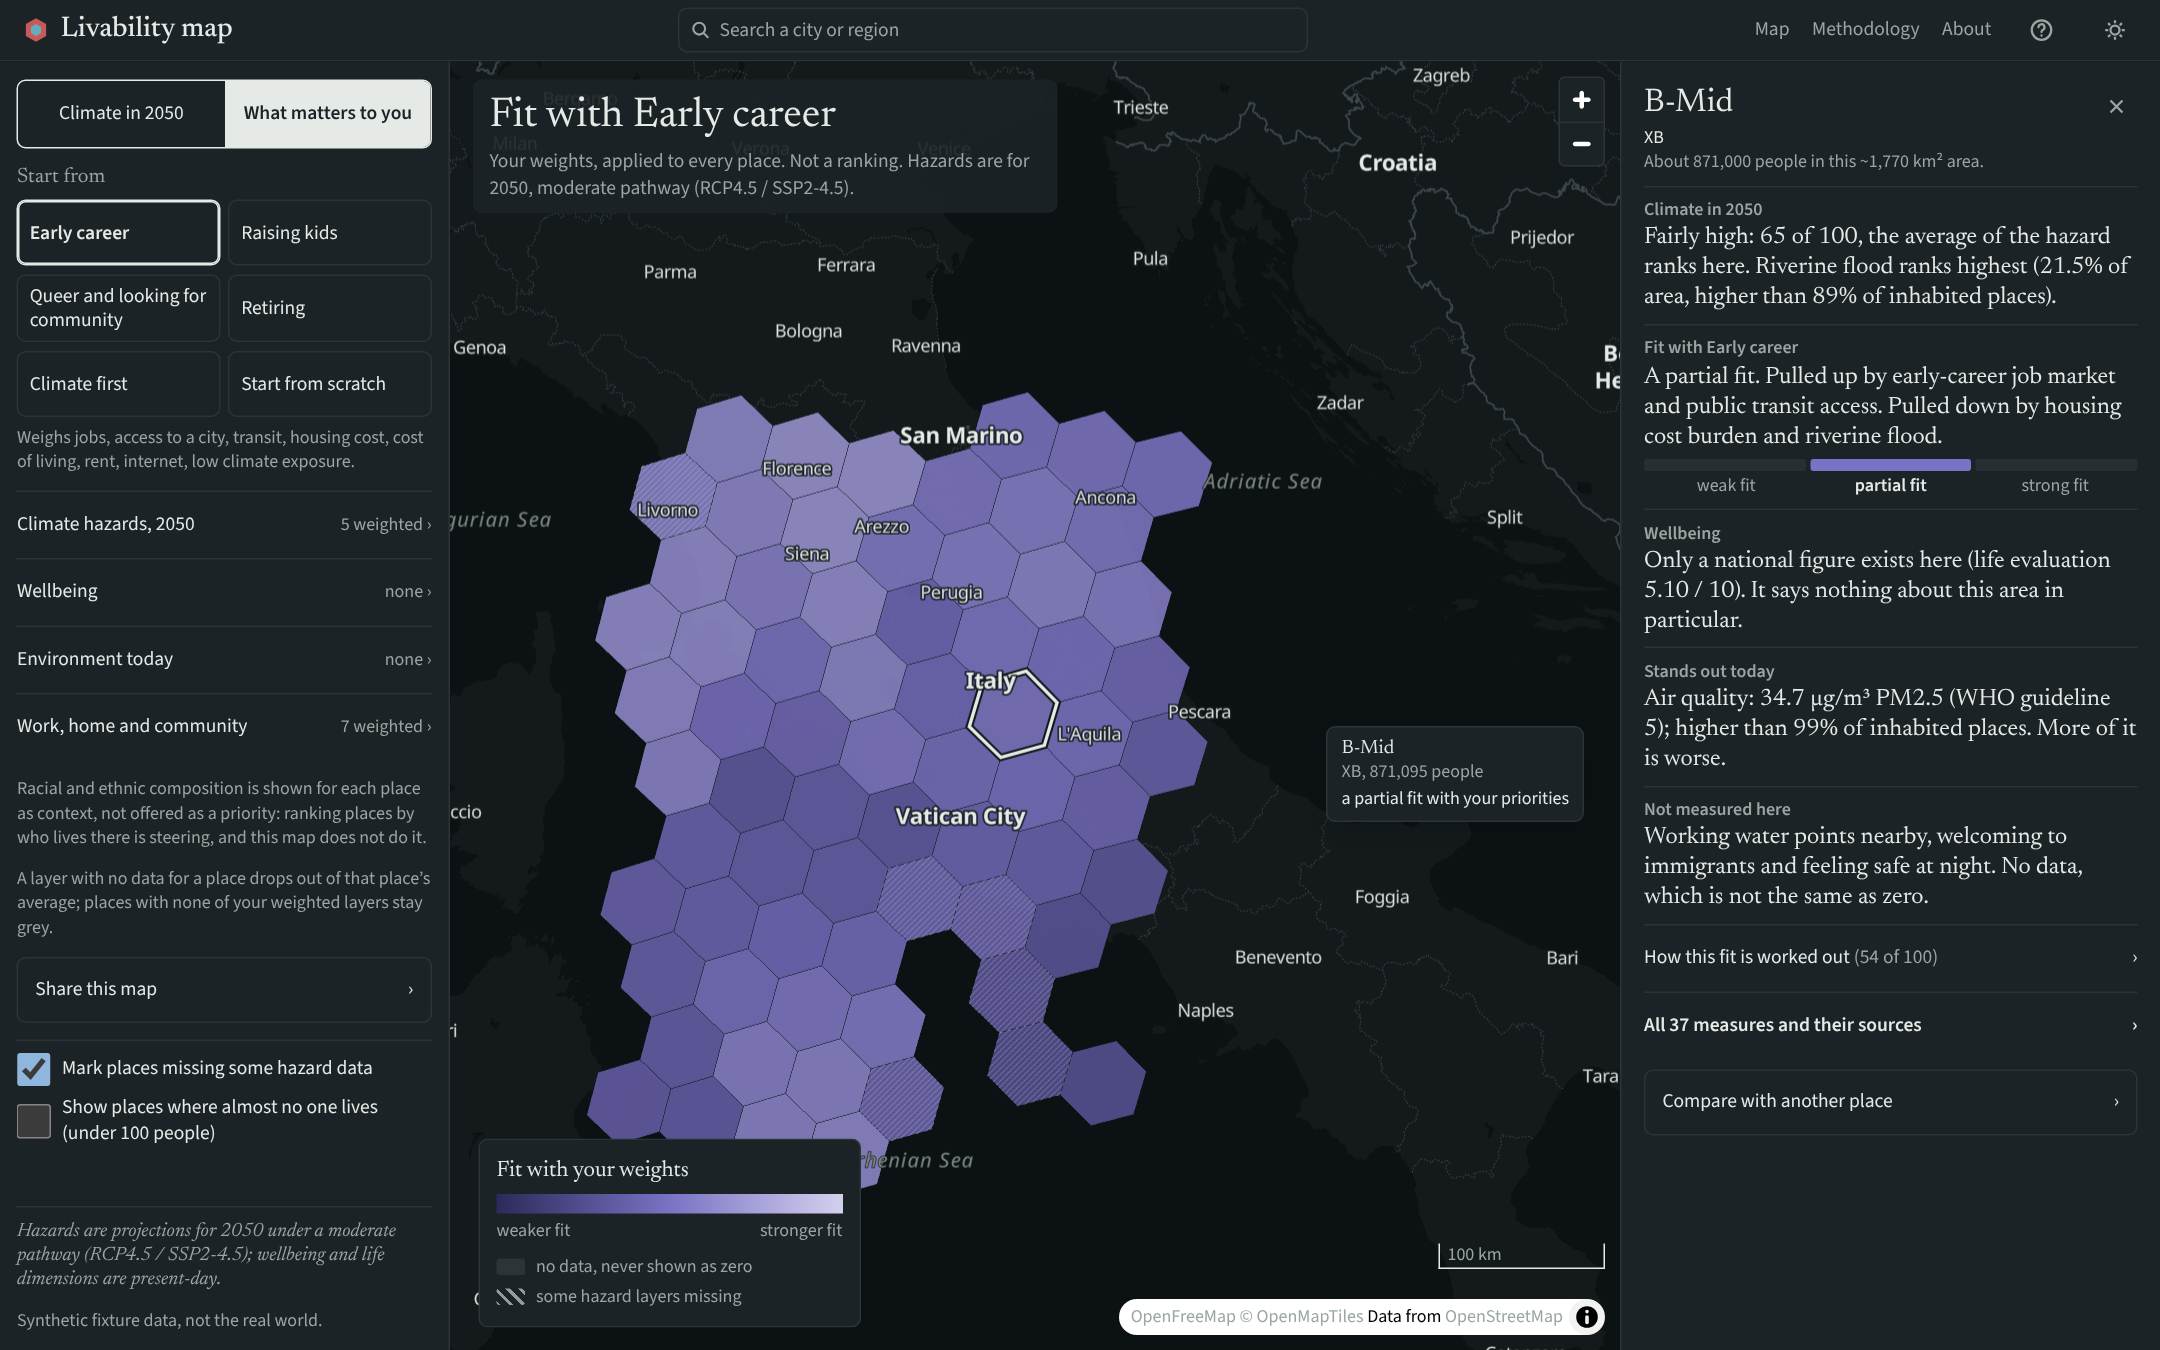 Livability map
Search a city or region
Map
Methodology
About
Climate in 2050
What matters to you
Start from
Early career
Raising kids
Queer and looking for
community
Retiring
Climate first
Start from scratch
Weighs jobs, access to a city, transit, housing cost, cost
of living, rent, internet, low climate exposure.
Climate hazards, 2050
5 weighted ›
Wellbeing
none ›
Environment today
none ›
Work, home and community
7 weighted ›
Racial and ethnic composition is shown for each place
as context, not offered as a priority: ranking places by
who lives there is steering, and this map does not do it.
A layer with no data for a place drops out of that place's
average; places with none of your weighted layers stay
grey.
Share this map ›
Mark places missing some hazard data
Show places where almost no one lives
(under 100 people)
Hazards are projections for 2050 under a moderate
pathway (RCP4.5 / SSP2-4.5); wellbeing and life
dimensions are present-day.
Synthetic fixture data, not the real world.
Fit with Early career
Your weights, applied to every place. Not a ranking. Hazards are for
2050, moderate pathway (RCP4.5 / SSP2-4.5).
Milan
Verona
Venice
Zagreb
Trieste
Croatia
Prijedor
Pula
Parma
Ferrara
Bologna
Ravenna
Genoa
Zadar
San Marino
Florence
Livorno
Ancona
Adriatic Sea
Arezzo
Siena
Split
gurian Sea
Perugia
Italy
Pescara
L'Aquila
B-Mid
XB, 871,095 people
a partial fit with your priorities
ccio
Vatican City
Foggia
Benevento
Bari
Naples
ri
Tara
rhenian Sea
Fit with your weights
weaker fit
stronger fit
no data, never shown as zero
some hazard layers missing
100 km
OpenFreeMap © OpenMapTiles Data from OpenStreetMap
B-Mid
XB
About 871,000 people in this ~1,770 km² area.
Climate in 2050
Fairly high: 65 of 100, the average of the hazard
ranks here. Riverine flood ranks highest (21.5% of
area, higher than 89% of inhabited places).
Fit with Early career
A partial fit. Pulled up by early-career job market
and public transit access. Pulled down by housing
cost burden and riverine flood.
weak fit
partial fit
strong fit
Wellbeing
Only a national figure exists here (life evaluation
5.10 / 10). It says nothing about this area in
particular.
Stands out today
Air quality: 34.7 µg/m³ PM2.5 (WHO guideline
5); higher than 99% of inhabited places. More of it
is worse.
Not measured here
Working water points nearby, welcoming to
immigrants and feeling safe at night. No data,
which is not the same as zero.
How this fit is worked out (54 of 100) ›
All 37 measures and their sources ›
Compare with another place ›